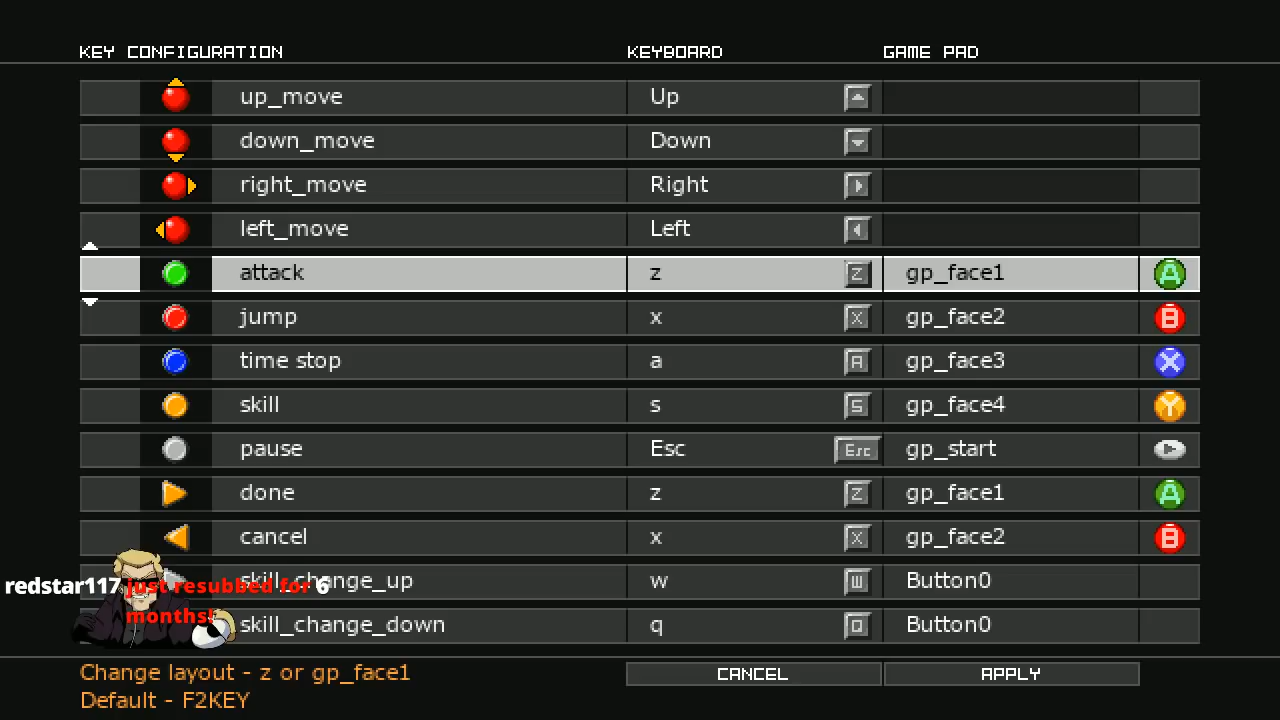 KEY CONFIGURATION KEYBOARD GAME PAD
up_move Up
down_move Down
right_move Right
left_move Left
attack z Z gp_face1 A
jump x X gp_face2 B
time stop a A gp_face3 X
skill s S gp_face4 Y
pause Esc Esc gp_start
done z Z gp_face1 A
cancel x X gp_face2 B
skill_change_up w W Button0
redstar117 just resubbed for 6
months!
skill_change_down q Q Button0
Change layout - z or gp_face1 CANCEL APPLY
Default - F2KEY